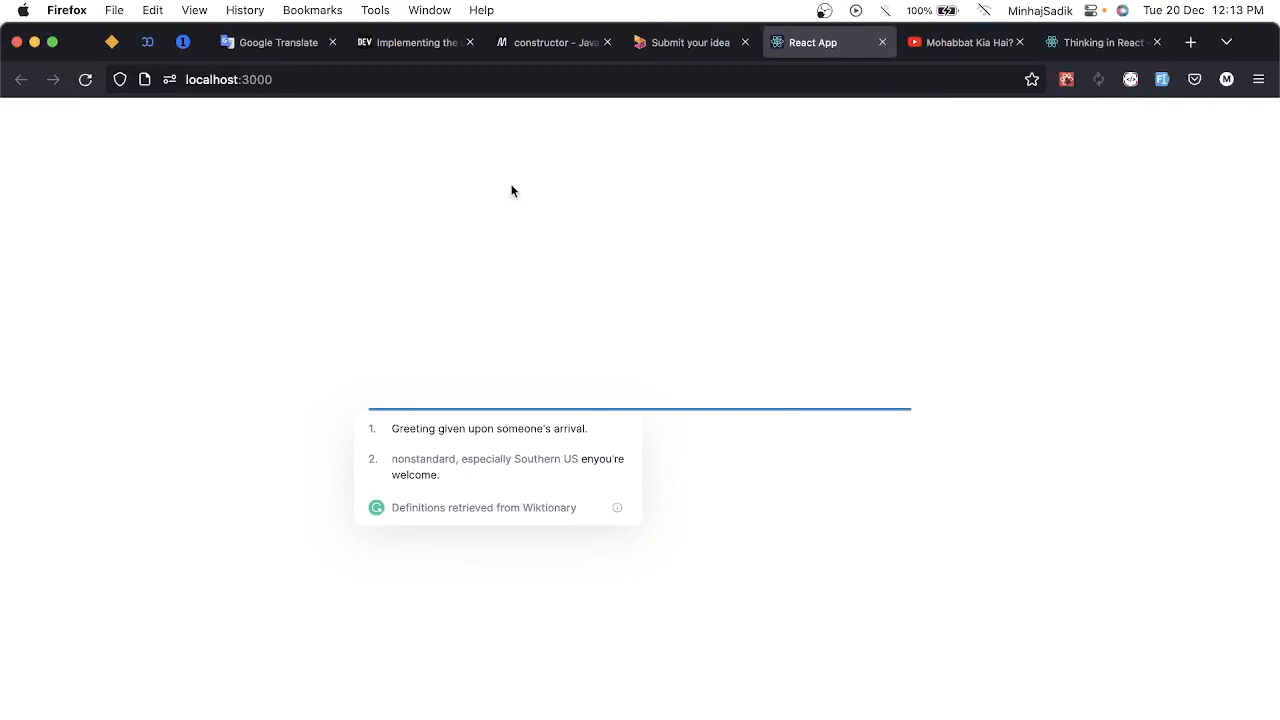 Firefox File Edit View History Bookmarks Tools Window Help 100% MinhajSadik Tue 20 Dec 12:13 PM
Google Translate DEV Implementing the constructor - Java Submit your idea React App Mohabbat Kia Hai? Thinking in React
localhost:3000 M
1. Greeting given upon someone's arrival.
2. nonstandard, especially Southern US enyou're
welcome.
Definitions retrieved from Wiktionary